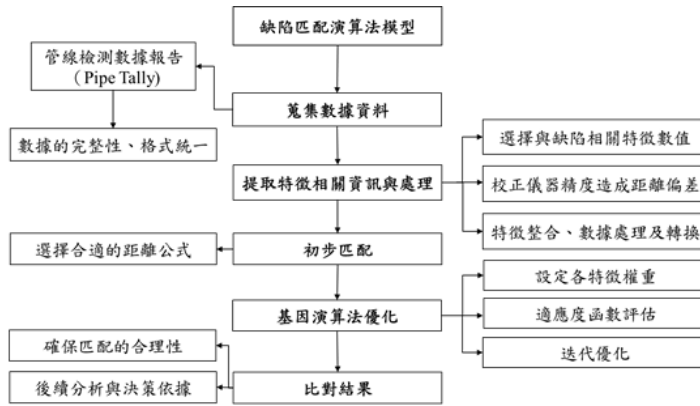 缺陷匹配演算法模型
管線檢測數據報告
（Pipe Tally)
蒐集數據資料
數據的完整性、格式統一
選擇與缺陷相關特徵數值
提取特徵相關資訊與處理
校正儀器精度造成距離偏差
特徵整合、數據處理及轉換
選擇合適的距離公式
初步匹配
設定各特徵權重
基因演算法優化
適應度函數評估
確保匹配的合理性
迭代優化
後續分析與決策依據
比對結果